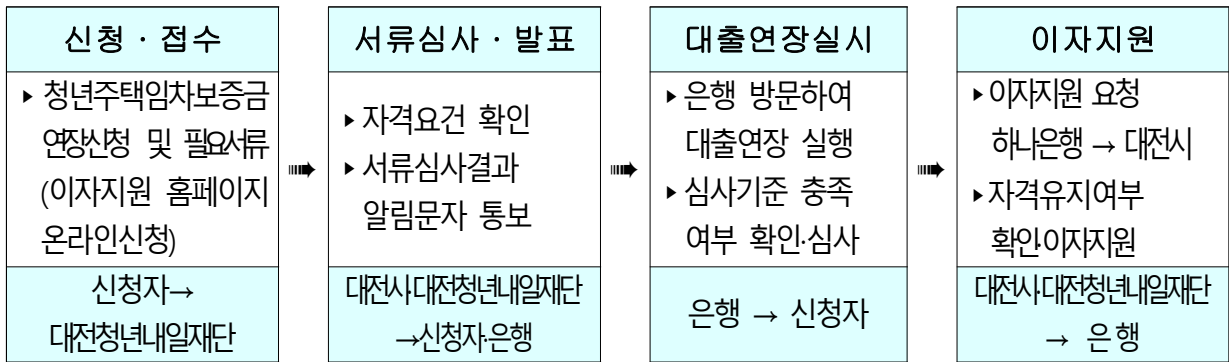 신청 · 접수
▸ 청년주택임차보증금
연장신청 및 필요서류
(이자지원 홈페이지
온라인신청)
신청자→
대전청년내일재단
➠
서류심사 · 발표
▸ 자격요건 확인
▸ 서류심사결과
알림문자 통보
대전시·대전청년내일재단
→신청자·은행
➠
대출연장실시
▸ 은행 방문하여
대출연장 실행
▸ 심사기준 충족
여부 확인·심사
은행 → 신청자
➠
이자지원
▸이자지원 요청
하나은행 → 대전시
▸자격유지여부
확인·이자지원
대전시·대전청년내일재단
→ 은행